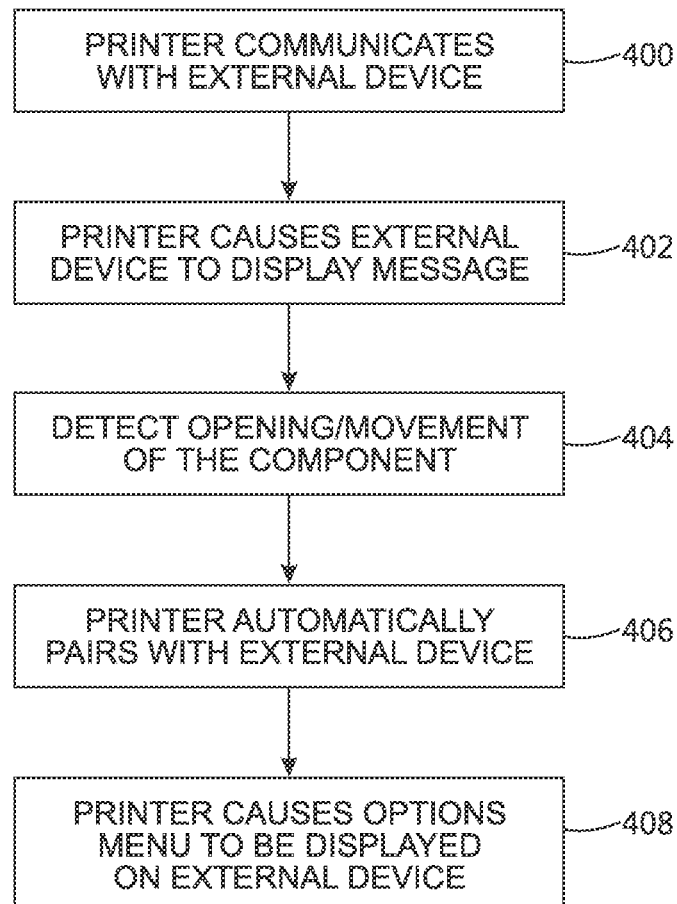 PRINTER COMMUNICATES
WITH EXTERNAL DEVICE
400
PRINTER CAUSES EXTERNAL
DEVICE TO DISPLAY MESSAGE
402
DETECT OPENING/MOVEMENT
OF THE COMPONENT
404
PRINTER AUTOMATICALLY
PAIRS WITH EXTERNAL DEVICE
406
PRINTER CAUSES OPTIONS
MENU TO BE DISPLAYED
ON EXTERNAL DEVICE
408